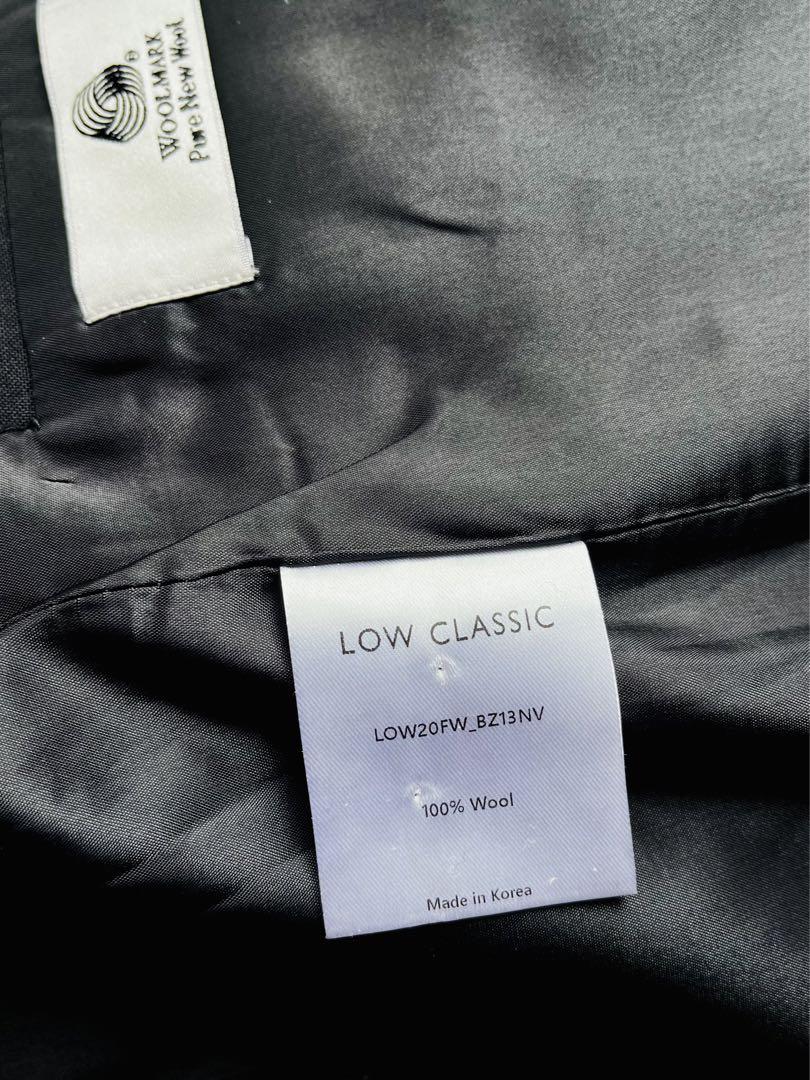 ®
WOOLMARK
Pure New Wool
LOW CLASSIC
LOW20FW_BZ13NV
100% Wool
Made in Korea